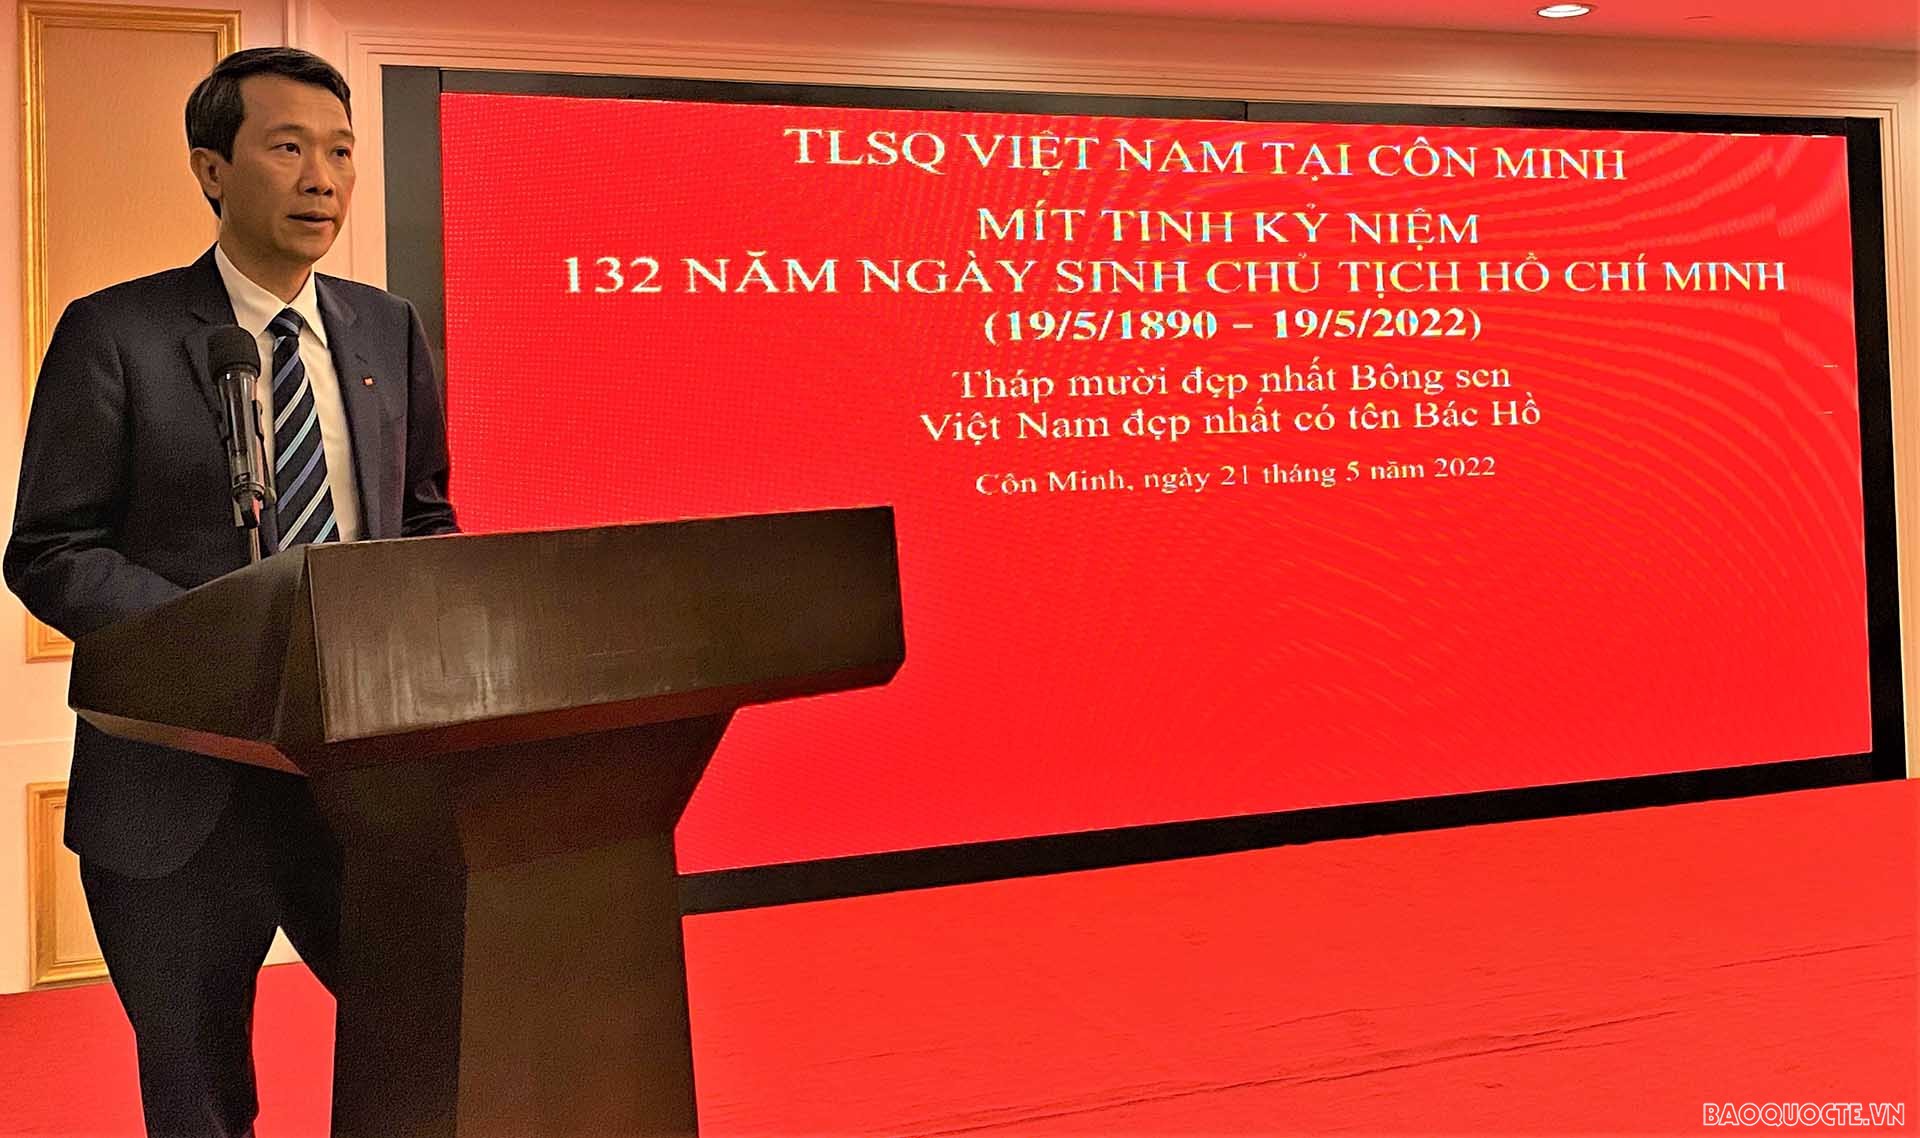 TLSQ VIỆT NAM TẠI CÔN MINH
MÍT TINH KỶ NIỆM
132 NĂM NGÀY SINH CHỦ TỊCH HỒ CHÍ MINH
(19/5/1890 – 19/5/2022)
Tháp mười đẹp nhất Bông sen
Việt Nam đẹp nhất có tên Bác Hồ
Côn Minh, ngày 21 tháng 5 năm 2022
BAOQUOCTE.VN